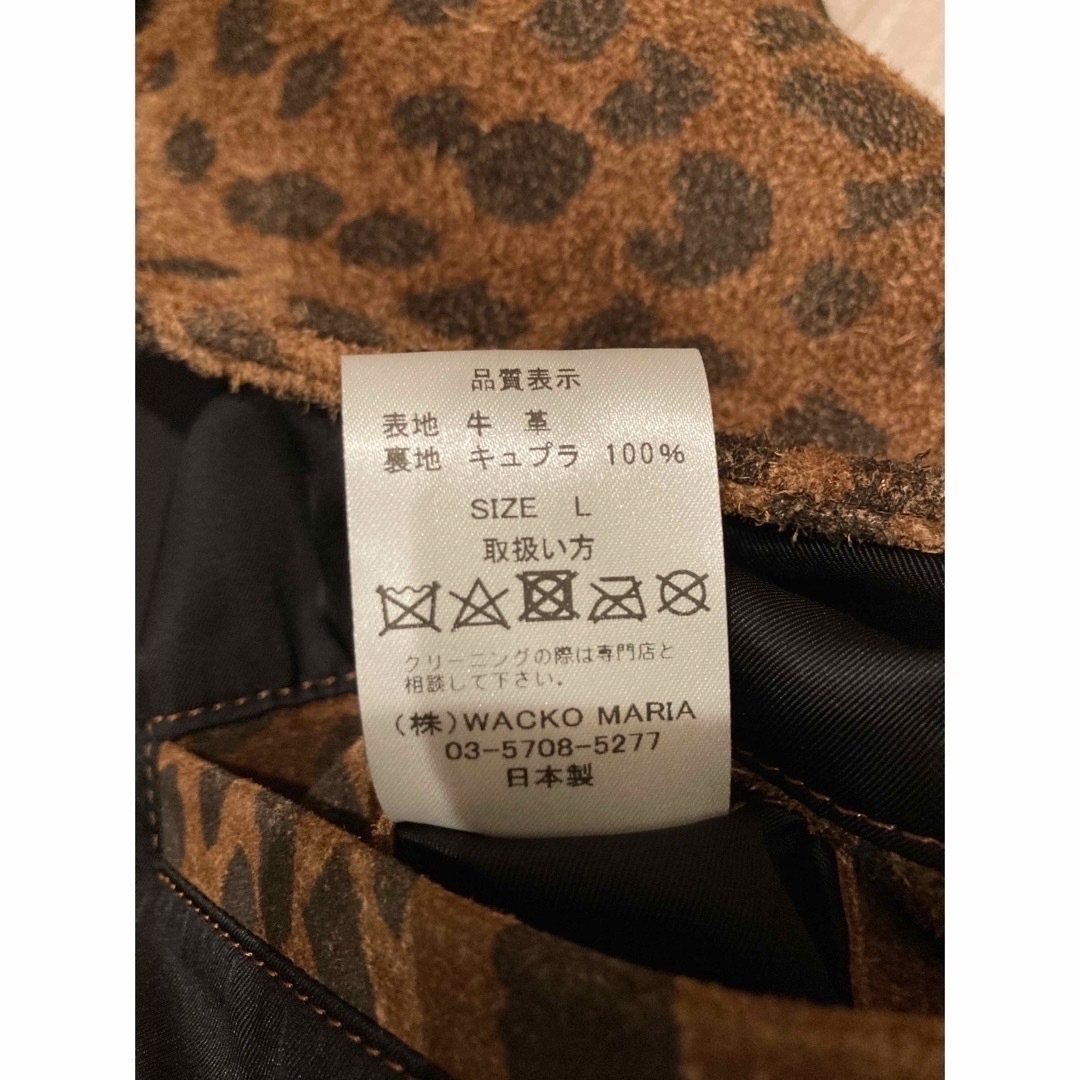 品質表示
表地 牛 革
裏地 キュプラ 100%
SIZE L
取扱い方
クリーニングの際は専門店と
相談して下さい。
(株)WACKO MARIA
03-5708-5277
日本製